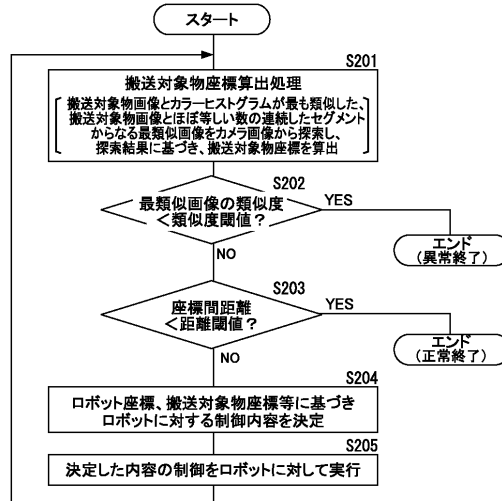 スタート
S201
搬送対象物座標算出処理
搬送対象物画像とカラーヒストグラムが最も類似した、
搬送対象物画像とほぼ等しい数の連続したセグメント
からなる最類似画像をカメラ画像から探索し、
探索結果に基づき、搬送対象物座標を算出
S202
最類似画像の類似度
<類似度閾値？
YES
エンド
(異常終了)
NO
S203
座標間距離
<距離閾値？
YES
エンド
(正常終了)
NO
S204
ロボット座標、搬送対象物座標等に基づき
ロボットに対する制御内容を決定
S205
決定した内容の制御をロボットに対して実行